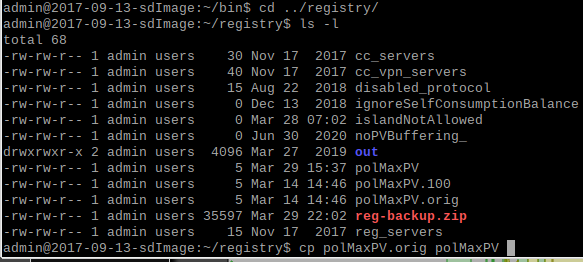 admin@2017-09-13-sdImage:~/bin$ cd ../registry/
admin@2017-09-13-sdImage:~/registry$ ls -l
total 68
-rw-rw-r-- 1 admin users    30 Nov 17  2017 cc_servers
-rw-rw-r-- 1 admin users    40 Nov 17  2017 cc_vpn_servers
-rw-rw-r-- 1 admin users    15 Aug 22  2018 disabled_protocol
-rw-rw-r-- 1 admin users     0 Dec 13  2018 ignoreSelfConsumptionBalance
-rw-rw-r-- 1 admin users     0 Mar 28 07:02 islandNotAllowed
-rw-rw-r-- 1 admin users     0 Jun 30  2020 noPVBuffering_
drwxrwxr-x 2 admin users  4096 Mar 27  2019 out
-rw-rw-r-- 1 admin users     5 Mar 29 15:37 polMaxPV
-rw-rw-r-- 1 admin users     5 Mar 14 14:46 polMaxPV.100
-rw-rw-r-- 1 admin users     5 Mar 14 14:46 polMaxPV.orig
-rw-rw-r-- 1 admin users 35597 Mar 29 22:02 reg-backup.zip
-rw-rw-r-- 1 admin users    15 Nov 17  2017 reg_servers
admin@2017-09-13-sdImage:~/registry$ cp polMaxPV.orig polMaxPV